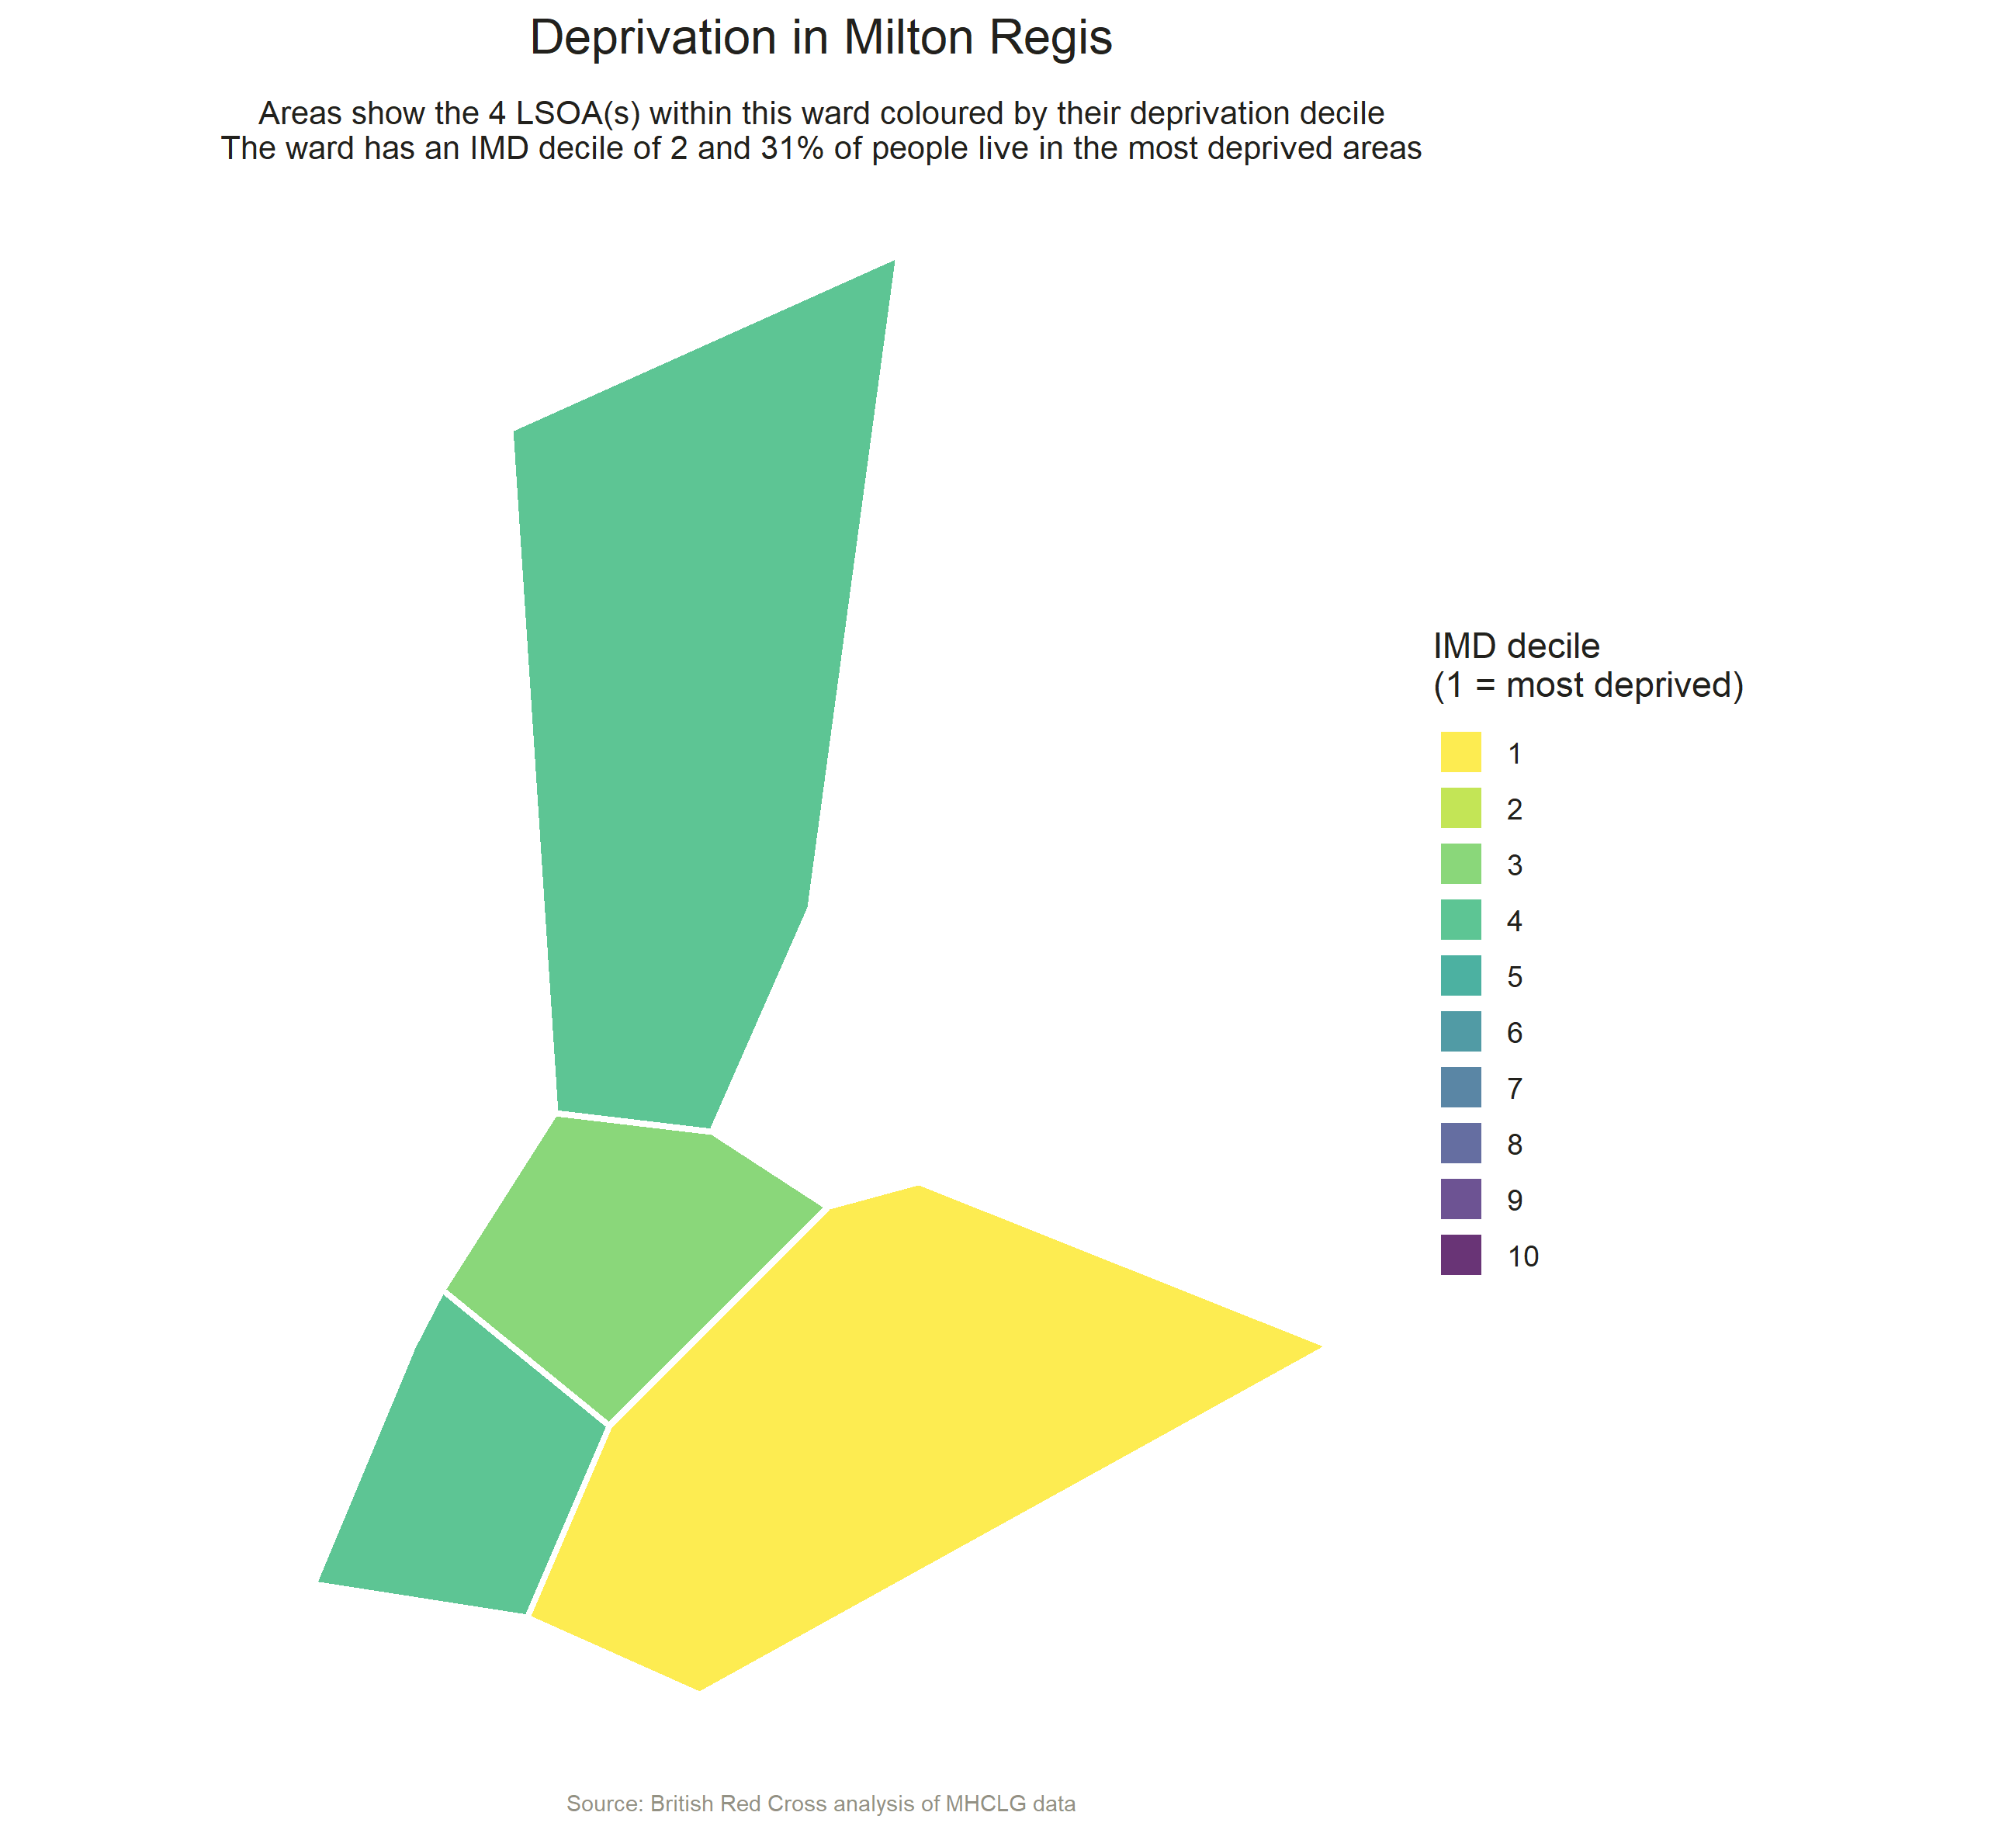 Deprivation in Milton Regis
Areas show the 4 LSOA(s) within this ward coloured by their deprivation decile
The ward has an IMD decile of 2 and 31% of people live in the most deprived areas
IMD decile
(1 = most deprived)
1
2
3
4
5
6
7
8
9
10
Source: British Red Cross analysis of MHCLG data